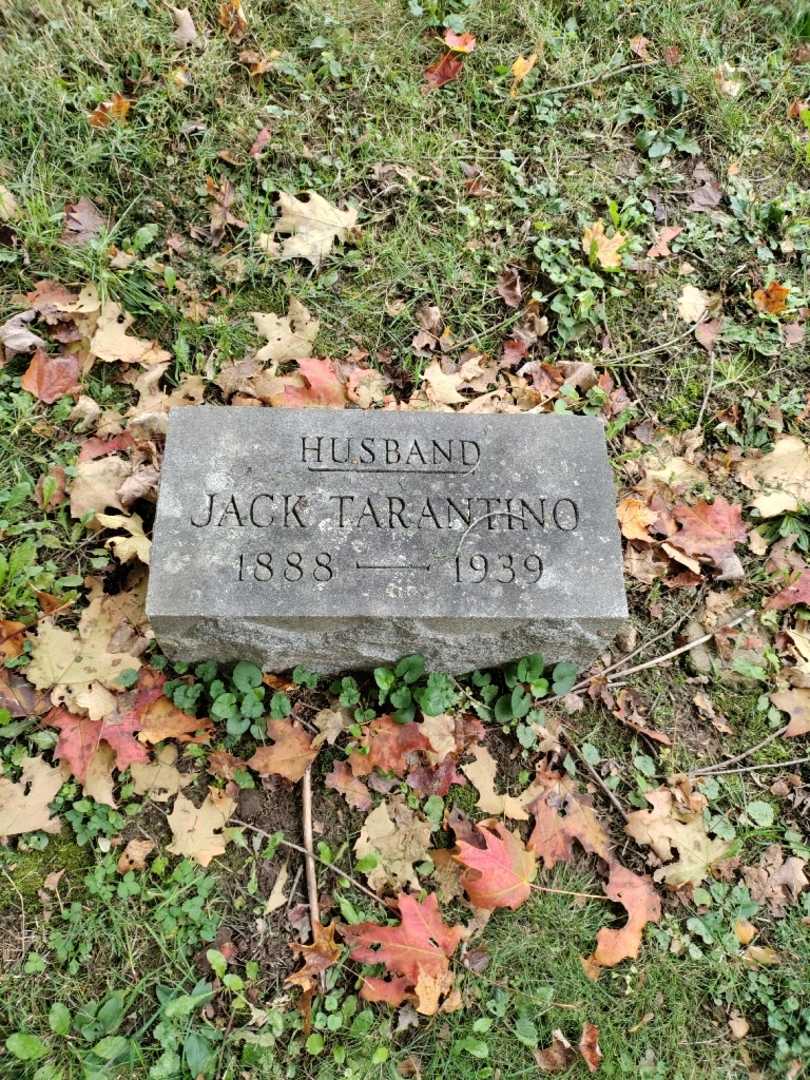 HUSBAND
JACK TARANTINO
1888 — 1939